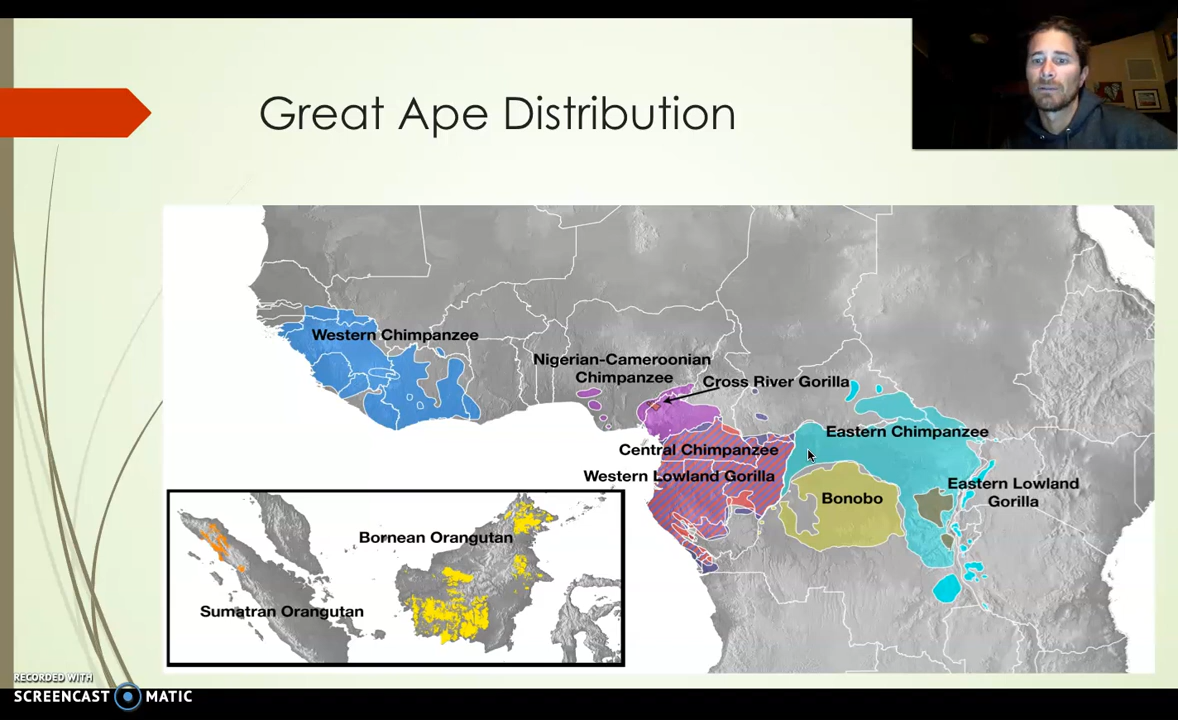 Great Ape Distribution
Western Chimpanzee
Nigerian-Cameroonian
Chimpanzee
Cross River Gorilla
Eastern Chimpanzee
Central Chimpanzee
Western Lowland Gorilla
Eastern Lowland
Gorilla
Bonobo
Bornean Orangutan
Sumatran Orangutan
RECORDED WITH
SCREENCAST MATIC